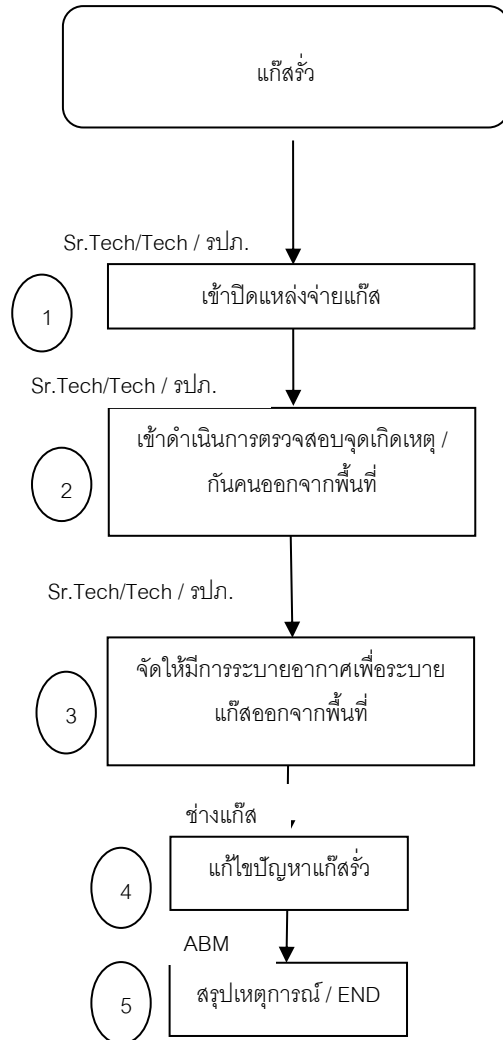 แก๊สรั่ว
Sr.Tech/Tech / รปภ.
1
เข้าปิดแหล่งจ่ายแก๊ส
Sr.Tech/Tech / รปภ.
2
เข้าดำเนินการตรวจสอบจุดเกิดเหตุ /
กันคนออกจากพื้นที่
Sr.Tech/Tech / รปภ.
3
จัดให้มีการระบายอากาศเพื่อระบาย
แก๊สออกจากพื้นที่
ช่างแก๊ส
4
แก้ไขปัญหาแก๊สรั่ว
ABM
5
สรุปเหตุการณ์ / END